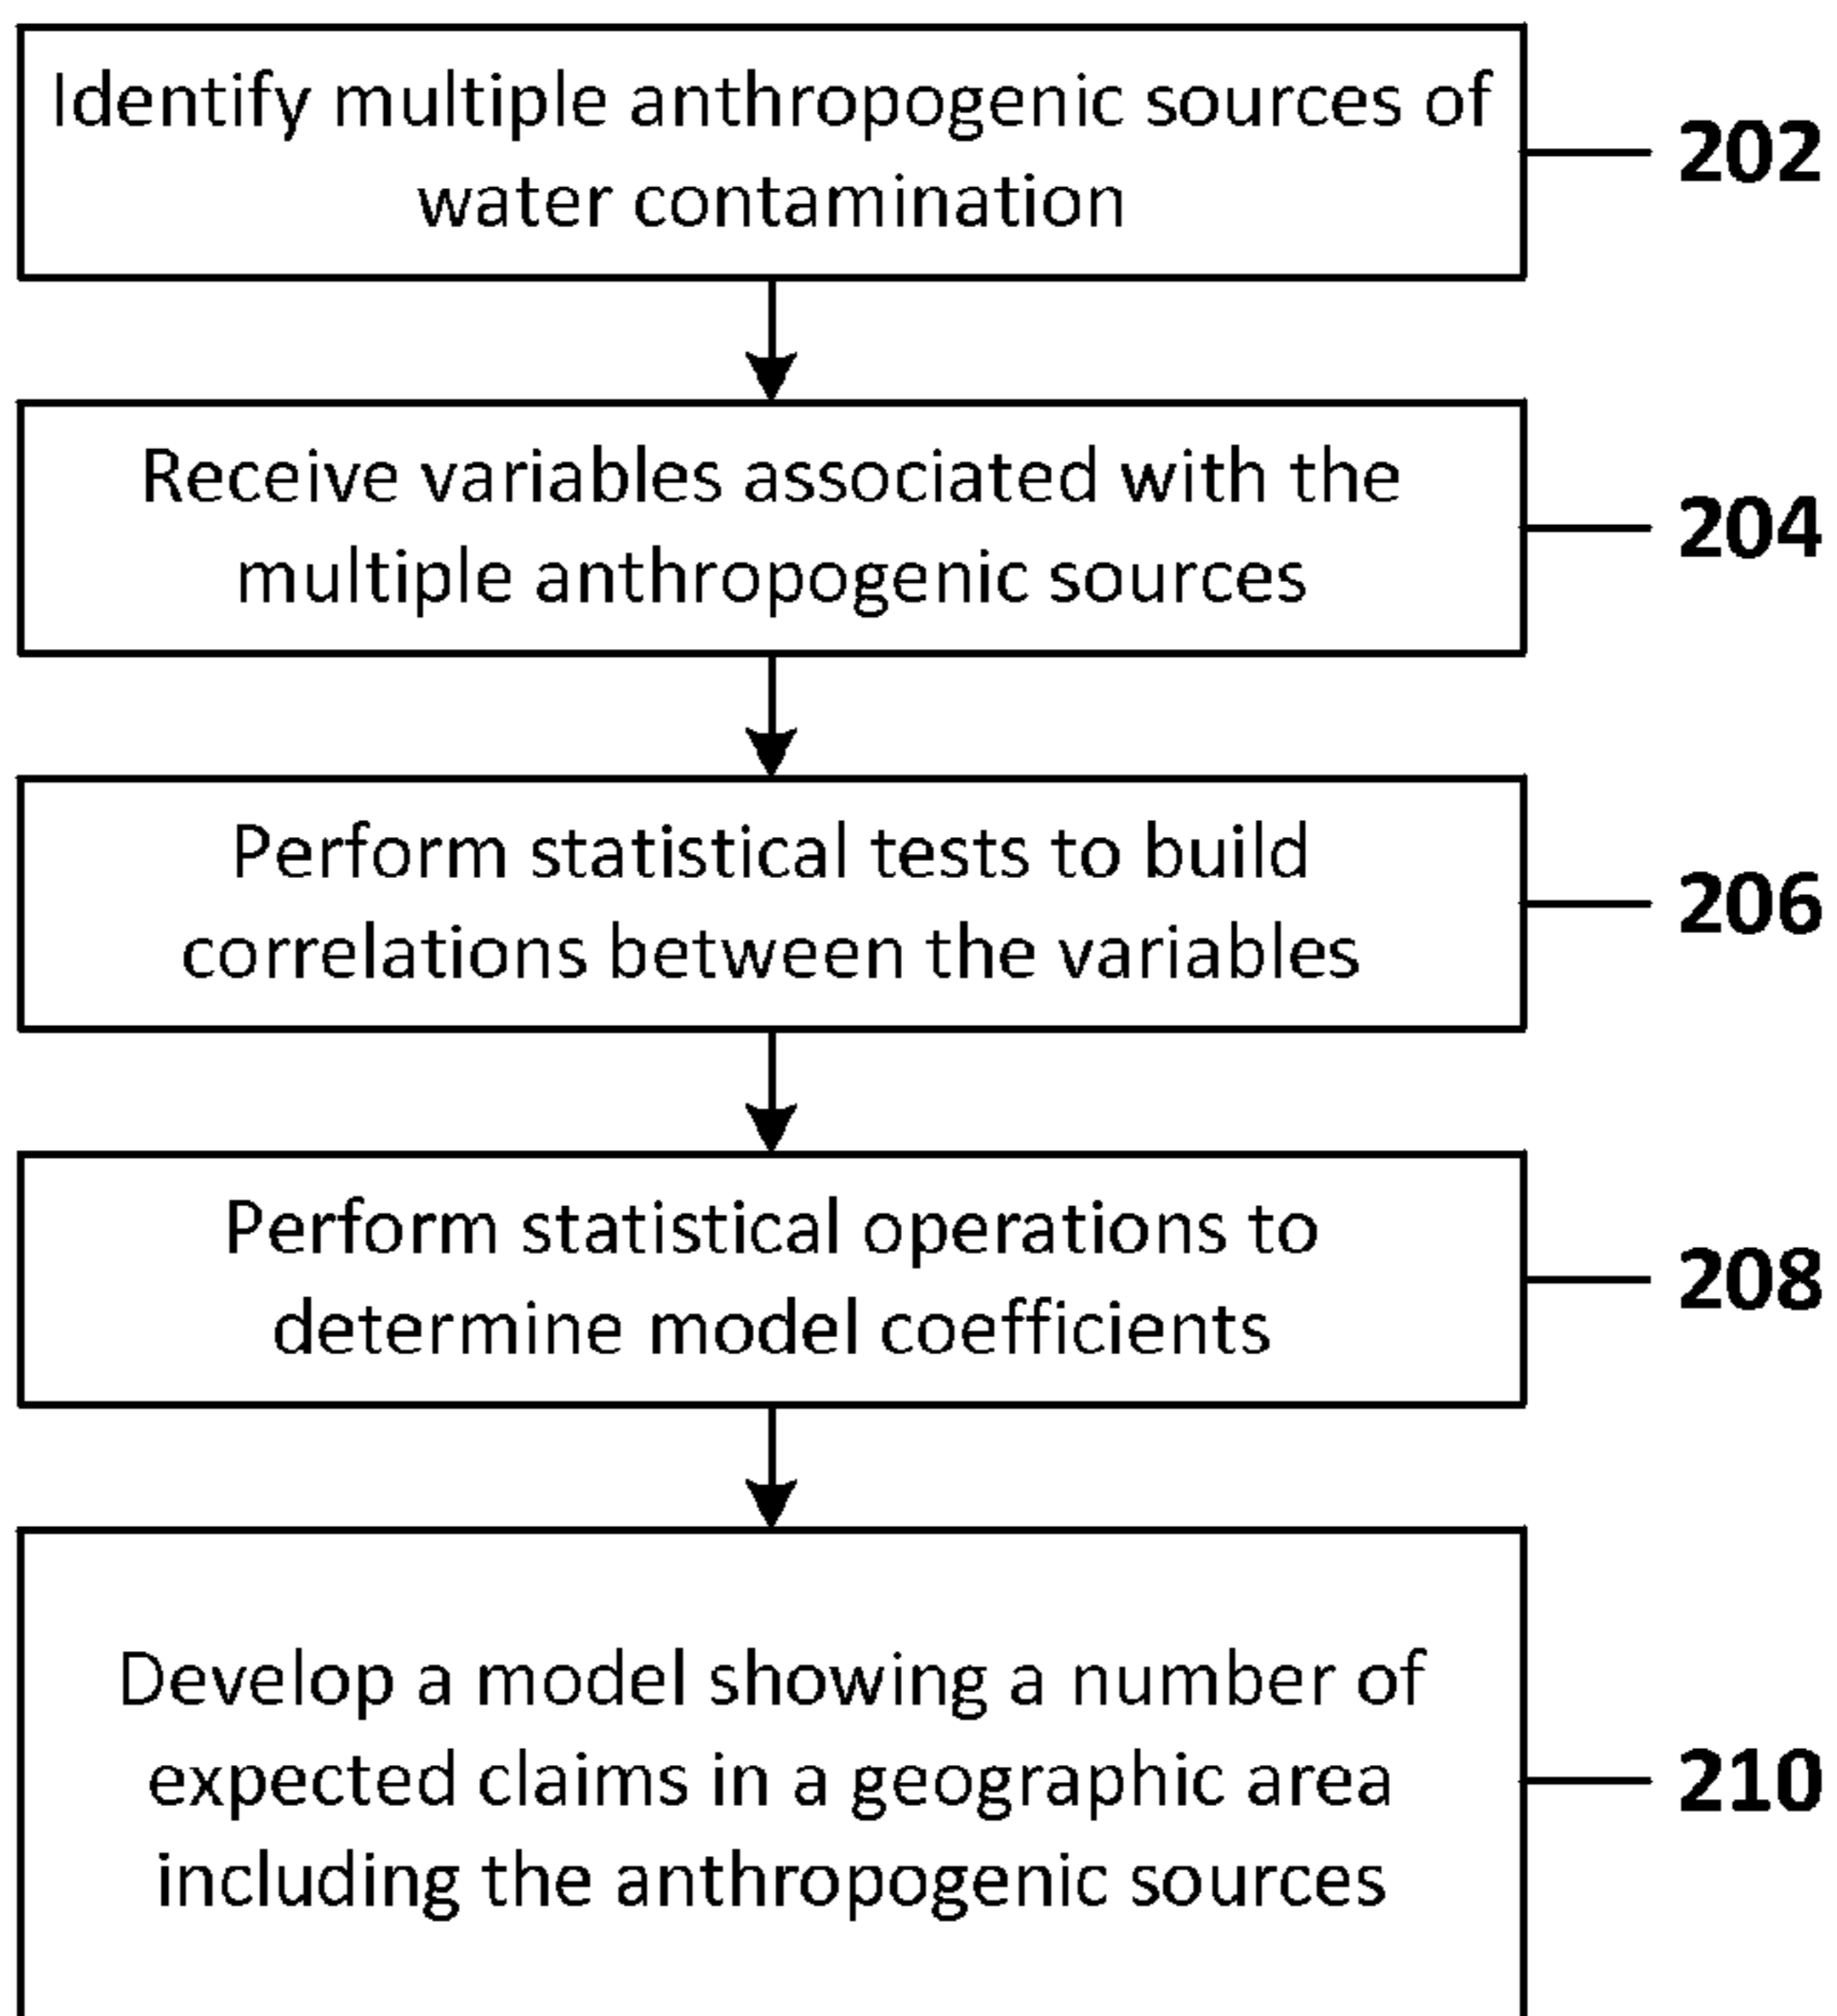 Identify multiple anthropogenic sources of
water contamination
202
Receive variables associated with the
multiple anthropogenic sources
204
Perform statistical tests to build
correlations between the variables
206
Perform statistical operations to
determine model coefficients
208
Develop a model showing a number of
expected claims in a geographic area
including the anthropogenic sources
210